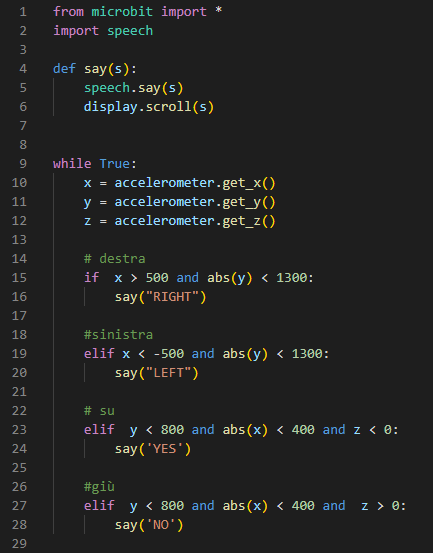 1 from microbit import *
2 import speech
3
4 def say(s):
5     speech.say(s)
6     display.scroll(s)
7
8
9 while True:
10     x = accelerometer.get_x()
11     y = accelerometer.get_y()
12     z = accelerometer.get_z()
13
14     # destra
15     if  x > 500 and abs(y) < 1300:
16         say("RIGHT")
17
18     #sinistra
19     elif x < -500 and abs(y) < 1300:
20         say("LEFT")
21
22     # su
23     elif  y < 800 and abs(x) < 400 and z < 0:
24         say('YES')
25
26     #giù
27     elif  y < 800 and abs(x) < 400 and  z > 0:
28         say('NO')
29